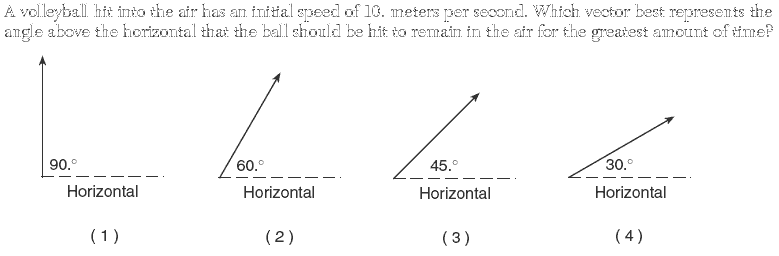 A volleyball hit into the air has an initial speed of 10. meters per second. Which vector best represents the
angle above the horizontal that the ball should be hit to remain in the air for the greatest amount of time?
90.° 60.° 45.° 30.°
Horizontal Horizontal Horizontal Horizontal
( 1 ) ( 2 ) ( 3 ) ( 4 )